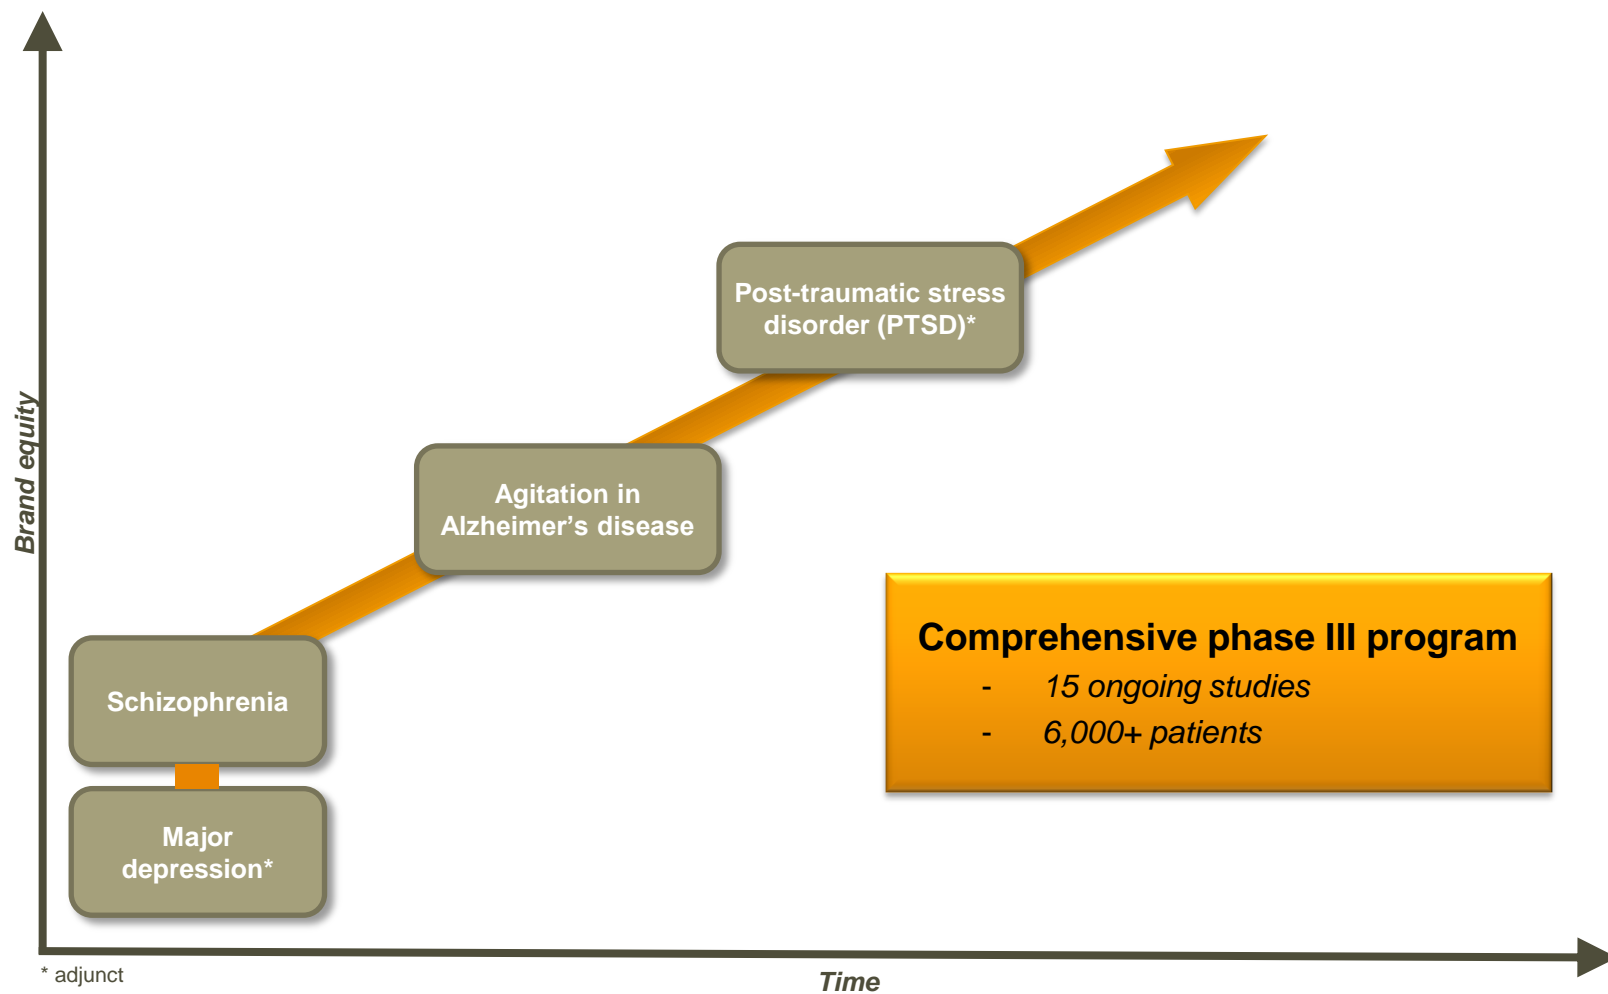 Brand equity
Post-traumatic stress
disorder (PTSD)*
Agitation in
Alzheimer’s disease
Schizophrenia
Major
depression*
Comprehensive phase III program
- 15 ongoing studies
- 6,000+ patients
* adjunct
Time